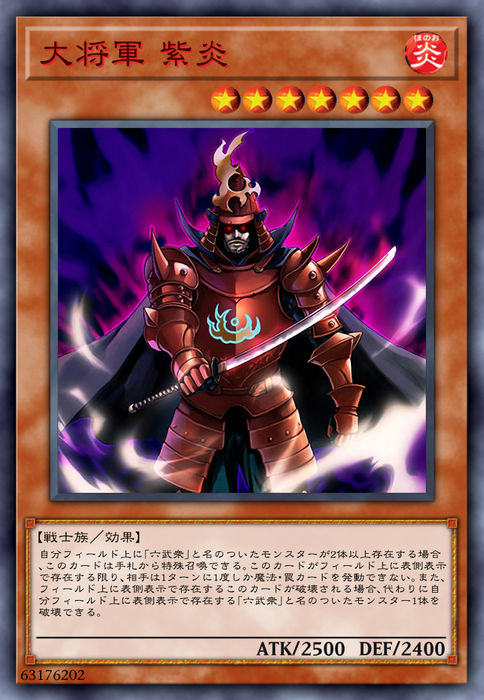 大将軍 紫炎
ほのお
炎
【戦士族／効果】
自分フィールド上に「六武衆」と名のついたモンスターが2体以上存在する場合
、このカードは手札から特殊召喚できる。このカードがフィールド上に表側表示
で存在する限り、相手は1ターンに1度しか魔法・罠カードを発動できない。また、
フィールド上に表側表示で存在するこのカードが破壊される場合、代わりに自
分フィールド上に表側表示で存在する「六武衆」と名のついたモンスター1体を
破壊できる。
ATK/2500 DEF/2400
63176202